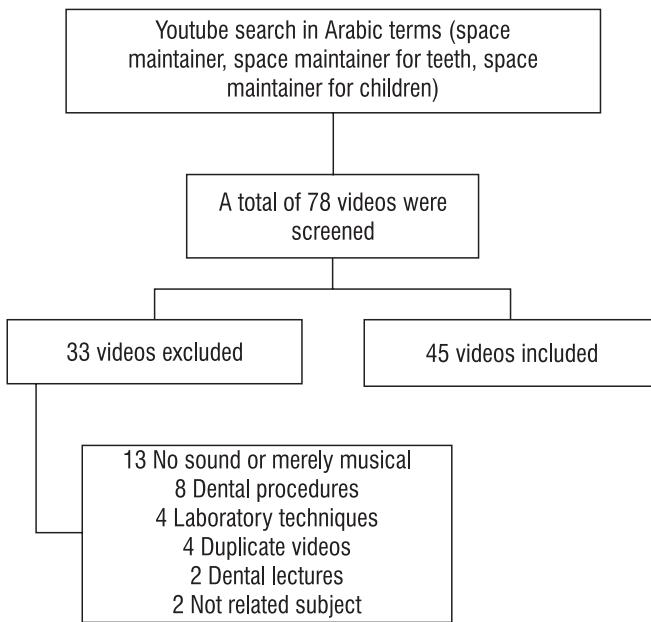 Youtube search in Arabic terms (space
maintainer, space maintainer for teeth, space
maintainer for children)
A total of 78 videos were
screened
33 videos excluded
45 videos included
13 No sound or merely musical
8 Dental procedures
4 Laboratory techniques
4 Duplicate videos
2 Dental lectures
2 Not related subject